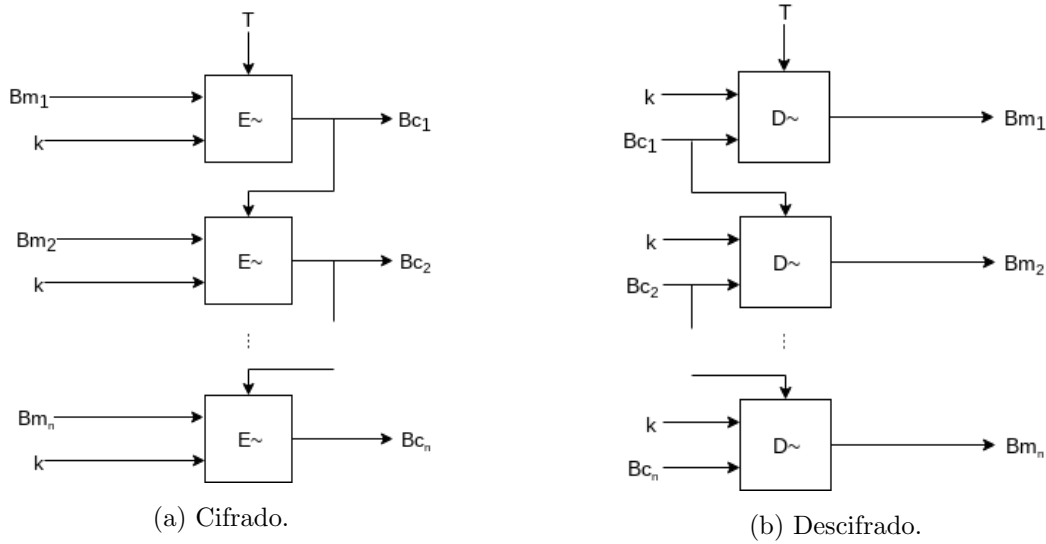 T
Bm1
k
E~
Bc1
Bm2
k
E~
Bc2
⋮
Bmn
k
E~
Bcn
(a) Cifrado.
T
k
Bc1
D~
Bm1
k
Bc2
D~
Bm2
⋮
k
Bcn
D~
Bmn
(b) Descifrado.